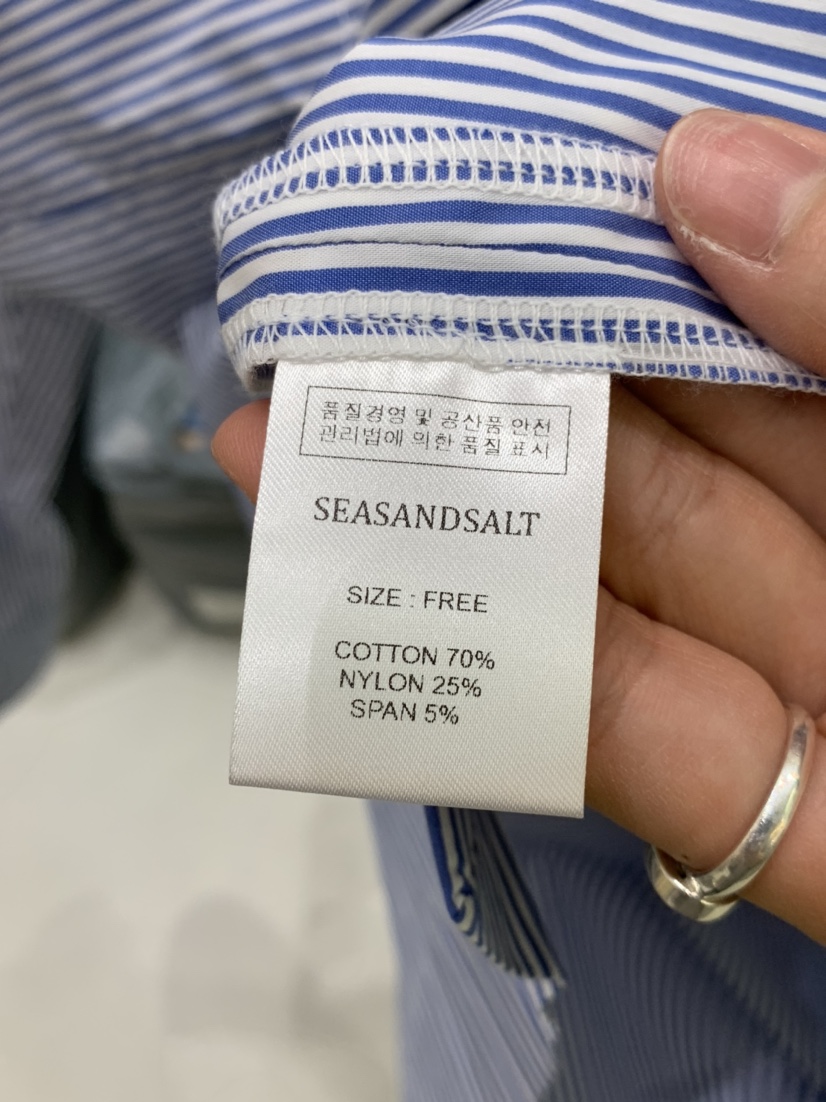 품질경영 및 공산품 안전
관리법에 의한 품질 표시
SEASANDSALT
SIZE : FREE
COTTON 70%
NYLON 25%
SPAN 5%